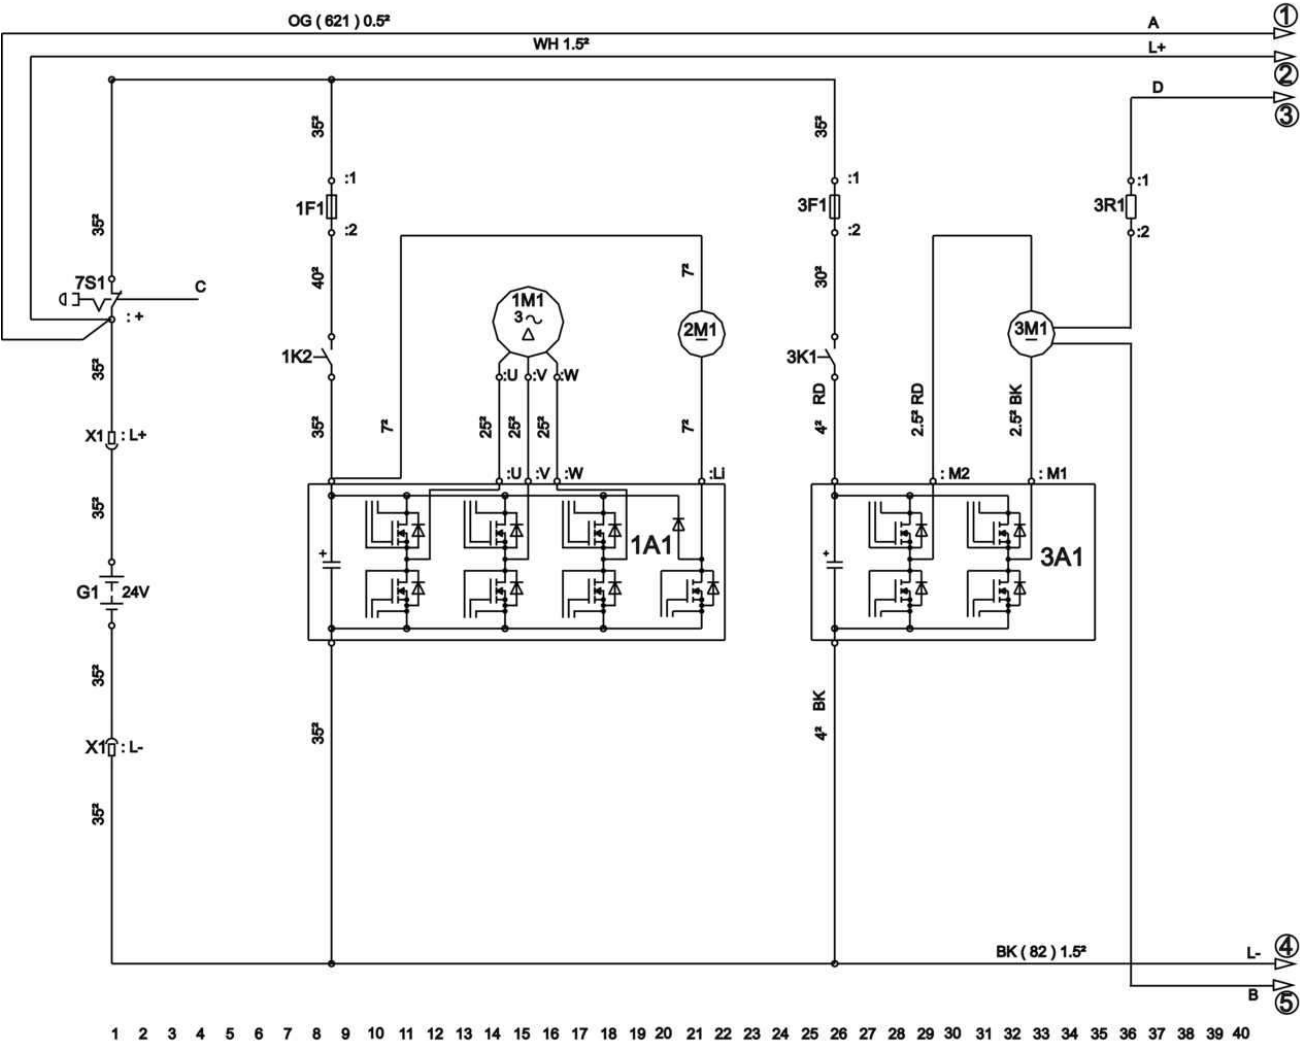 OG ( 621 ) 0.5²
A
①
WH 1.5²
L+
②
D
③
35²
35²
:1
:1
:1
1F1
3F1
3R1
:2
:2
:2
35²
40²
7²
30²
7S1
C
: +
1M1
3~
Δ
2M1
3M1
1K2
3K1
35²
:U
:V
:W
RD
4²
2.5² RD
2.5² BK
35²
7²
25²
25²
25²
7²
X1
: L+
:U
:V
:W
:Li
: M2
: M1
35²
+
1A1
+
3A1
G1
24V
35²
BK
4²
35²
X1
: L-
35²
BK ( 82 ) 1.5²
L-
④
B
⑤
1 2 3 4 5 6 7 8 9 10 11 12 13 14 15 16 17 18 19 20 21 22 23 24 25 26 27 28 29 30 31 32 33 34 35 36 37 38 39 40